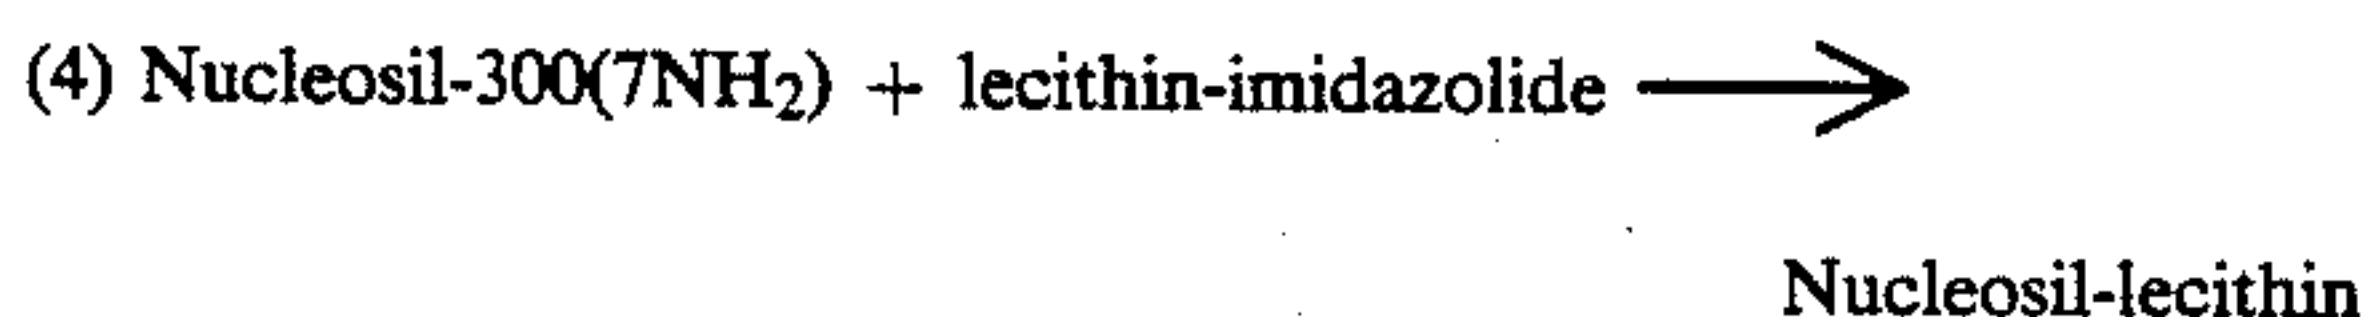 (4) Nucleosil-300(7NH₂) + lecithin-imidazolide ⟶
Nucleosil-lecithin